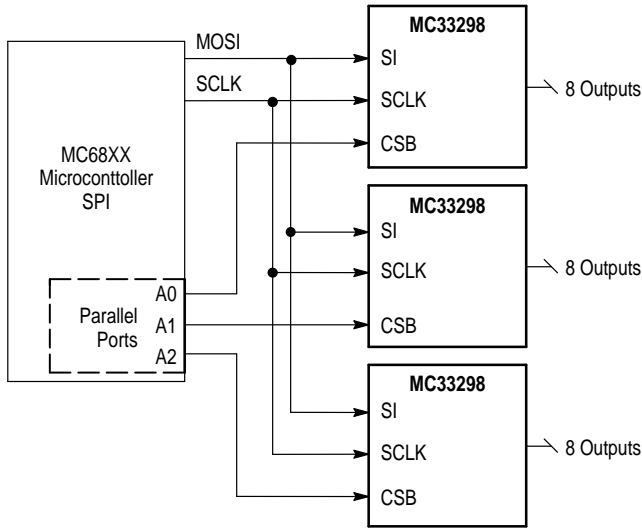 MOSI
SCLK
MC68XX
Microconttoller
SPI
Parallel
Ports
A0
A1
A2
MC33298
SI
SCLK
CSB
8 Outputs
MC33298
SI
SCLK
CSB
8 Outputs
MC33298
SI
SCLK
CSB
8 Outputs